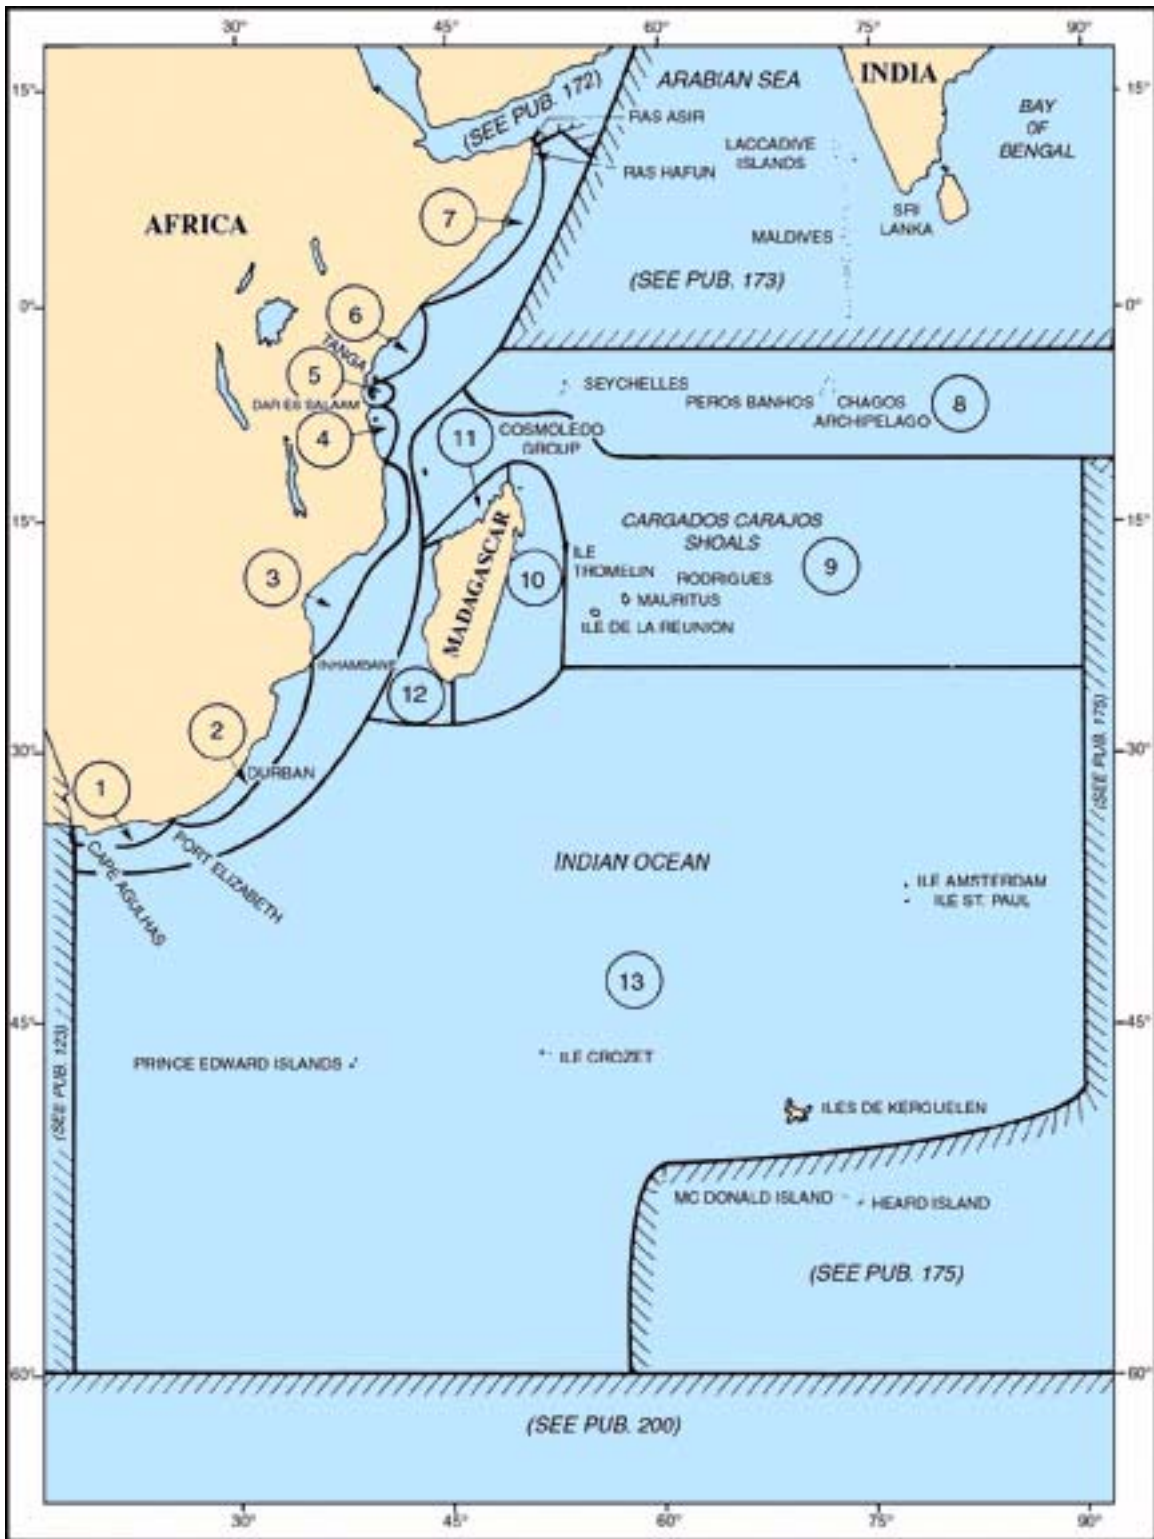 30°
45°
60°
75°
90°
15°
15°
ARABIAN SEA
INDIA
(SEE PUB. 172)
RAS ASIR
BAY
OF
BENGAL
LACCADIVE
ISLANDS
RAS HAFUN
AFRICA
7
SRI
LANKA
MALDIVES
(SEE PUB. 173)
0°
0°
6
TANGA
5
DAR ES SALAAM
SEYCHELLES
PEROS BANHOS
CHAGOS
ARCHIPELAGO
8
4
11
COSMOLEDO
GROUP
15°
15°
MADAGASCAR
CARGADOS CARAJOS
SHOALS
ILE
TROMELIN
RODRIGUES
9
10
3
MAURITUS
ILE DE LA REUNION
INHAMBANE
12
2
30°
30°
(SEE PUB. 175)
DURBAN
1
CAPE AGULHAS
PORT ELIZABETH
INDIAN OCEAN
ILE AMSTERDAM
ILE ST. PAUL
13
45°
45°
(SEE PUB. 123)
PRINCE EDWARD ISLANDS
ILE CROZET
ILES DE KERGUELEN
MC DONALD ISLAND
HEARD ISLAND
(SEE PUB. 175)
60°
60°
(SEE PUB. 200)
30°
45°
60°
75°
90°